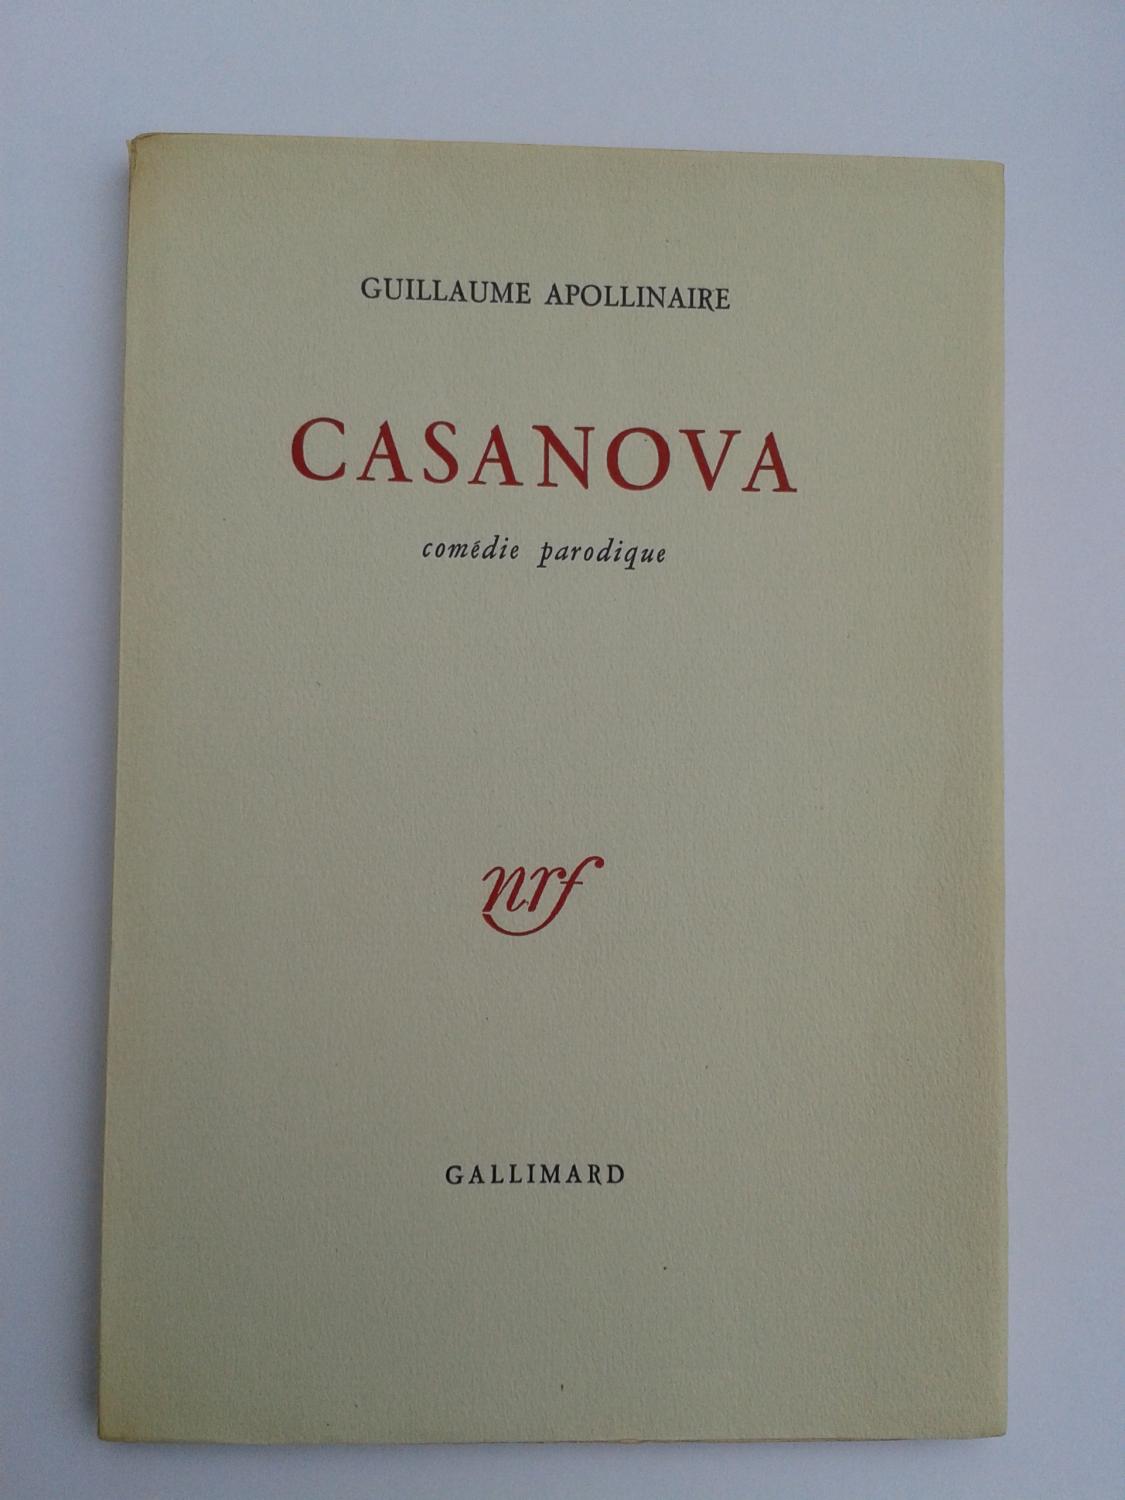 GUILLAUME APOLLINAIRE
CASANOVA
comédie parodique
nrf
GALLIMARD